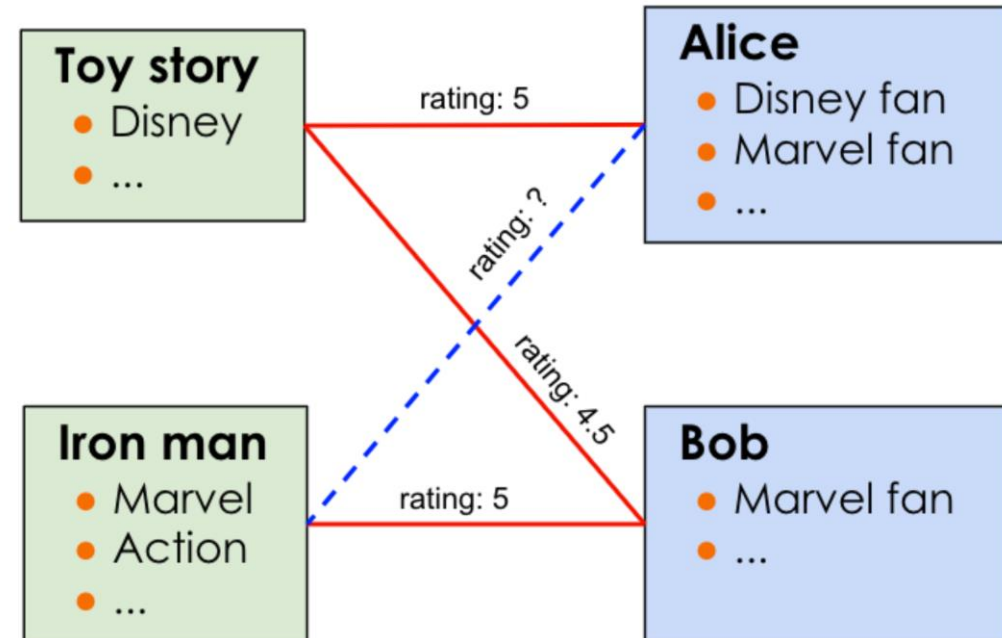 Toy story
Disney
...
Alice
Disney fan
Marvel fan
...
rating: 5
rating: ?
rating: 4.5
Iron man
Marvel
Action
...
rating: 5
Bob
Marvel fan
...